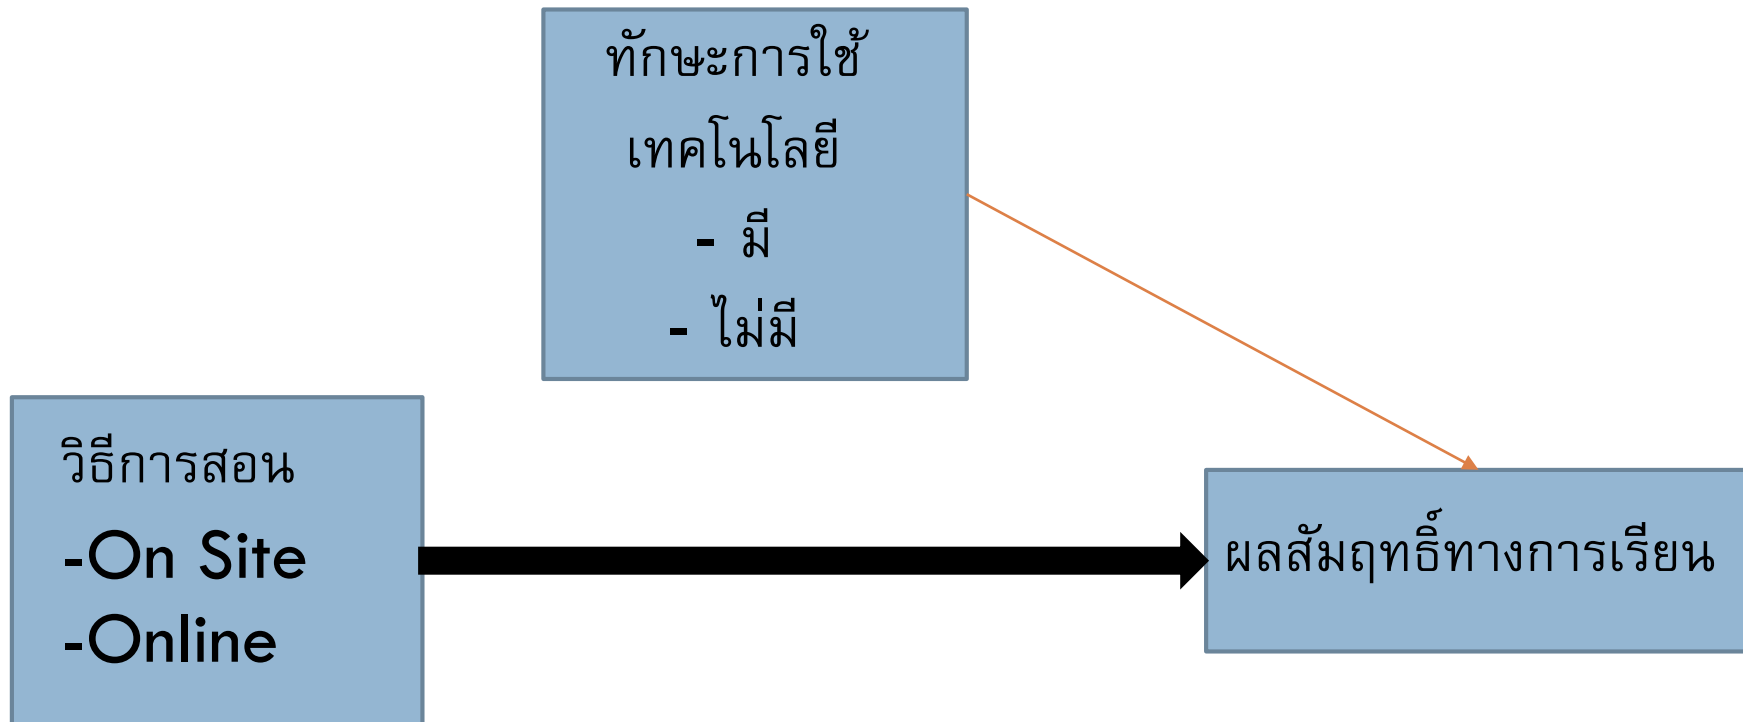 ทักษะการใช้
เทคโนโลยี
- มี
- ไม่มี
วิธีการสอน
-On Site
-Online
ผลสัมฤทธิ์ทางการเรียน